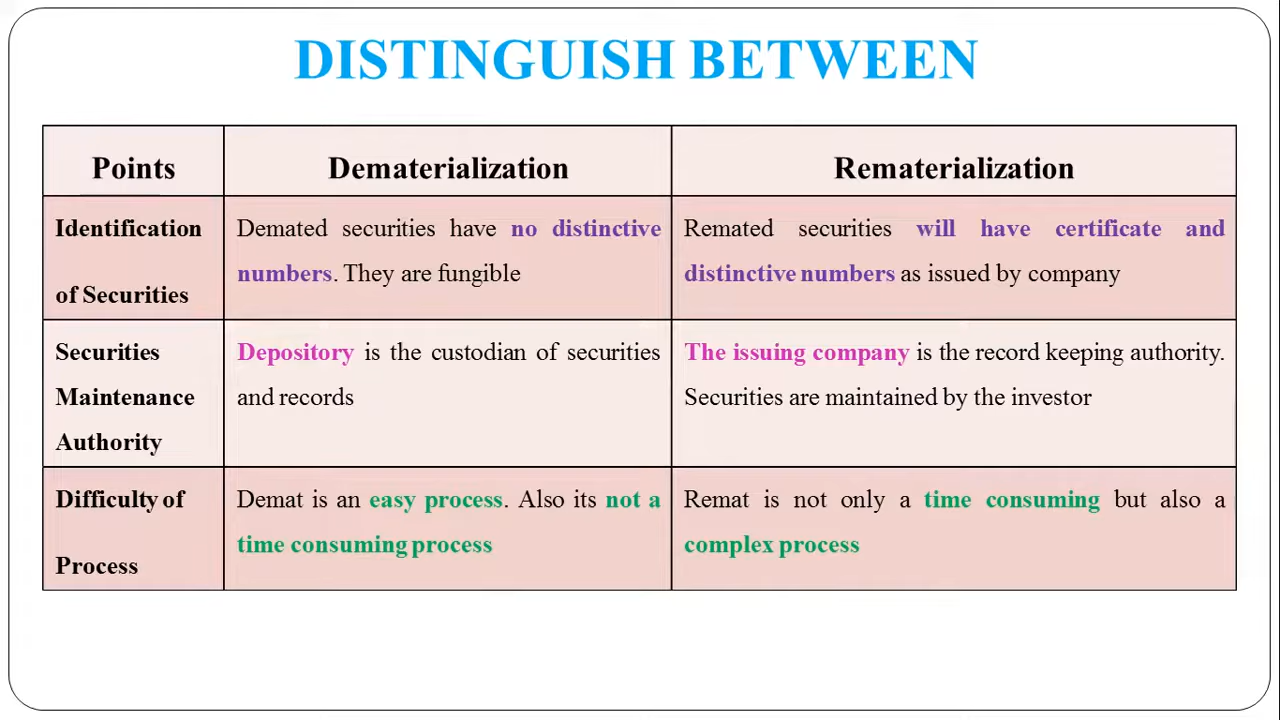 DISTINGUISH BETWEEN
Points
Dematerialization
Rematerialization
Identification
of Securities
Demated securities have no distinctive
numbers. They are fungible
Remated securities will have certificate and
distinctive numbers as issued by company
Securities
Maintenance
Authority
Depository is the custodian of securities
and records
The issuing company is the record keeping authority.
Securities are maintained by the investor
Difficulty of
Process
Demat is an easy process. Also its not a
time consuming process
Remat is not only a time consuming but also a
complex process